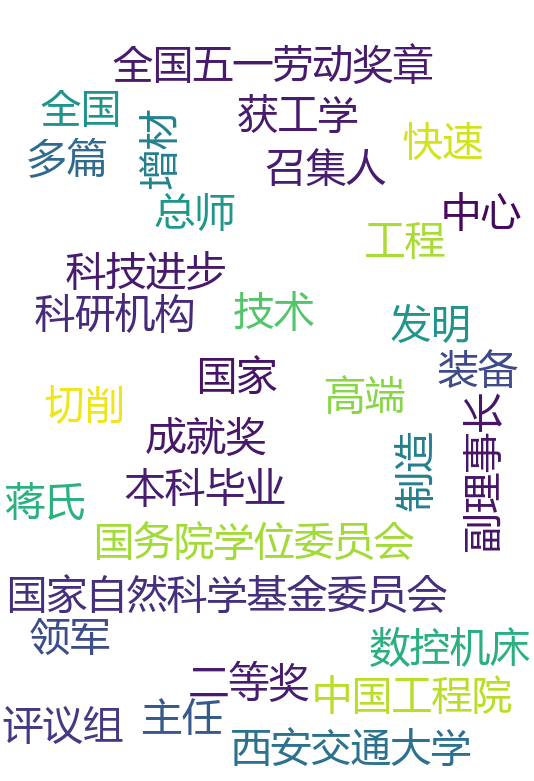 全国五一劳动奖章
全国
获工学
增材
快速
多篇
召集人
总师
中心
工程
科技进步
科研机构
技术
发明
国家
装备
高端
切削
副理事长
成就奖
制造
本科毕业
蒋氏
国务院学位委员会
国家自然科学基金委员会
领军
数控机床
二等奖
中国工程院
评议组
主任
西安交通大学